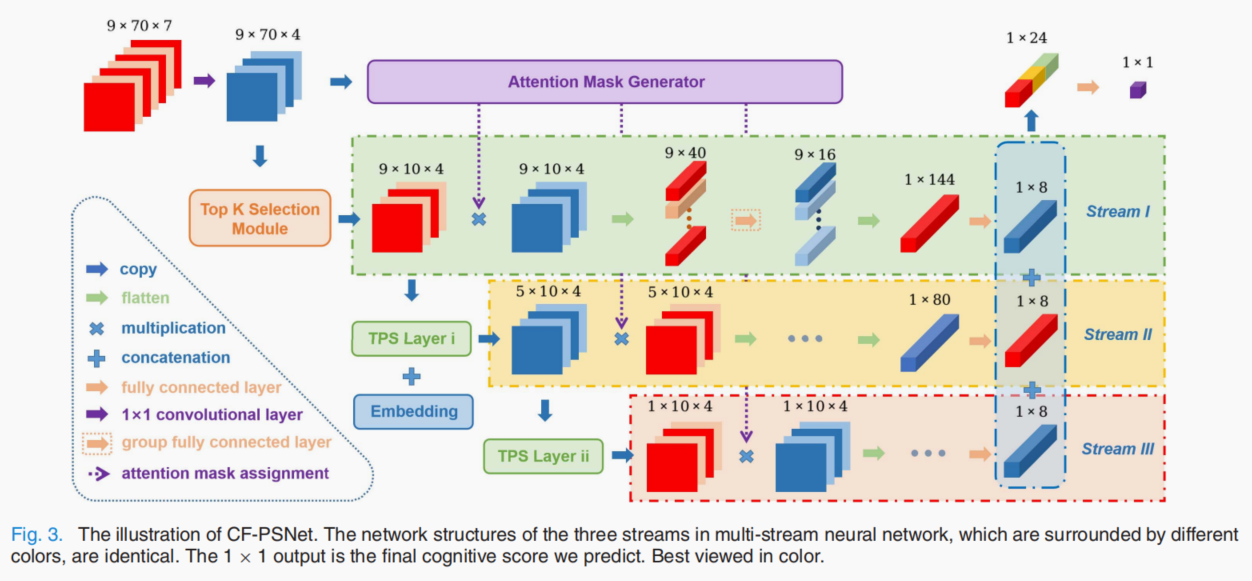 9 × 70 × 7
9 × 70 × 4
Attention Mask Generator
1 × 24
1 × 1
Top K Selection
Module
9 × 10 × 4
9 × 10 × 4
9 × 40
9 × 16
1 × 144
1 × 8
Stream I
TPS Layer i
Embedding
5 × 10 × 4
5 × 10 × 4
1 × 80
1 × 8
Stream II
TPS Layer ii
1 × 10 × 4
1 × 10 × 4
1 × 8
Stream III
copy
flatten
multiplication
concatenation
fully connected layer
1×1 convolutional layer
group fully connected layer
attention mask assignment
Fig. 3. The illustration of CF-PSNet. The network structures of the three streams in multi-stream neural network, which are surrounded by different
colors, are identical. The 1 × 1 output is the final cognitive score we predict. Best viewed in color.